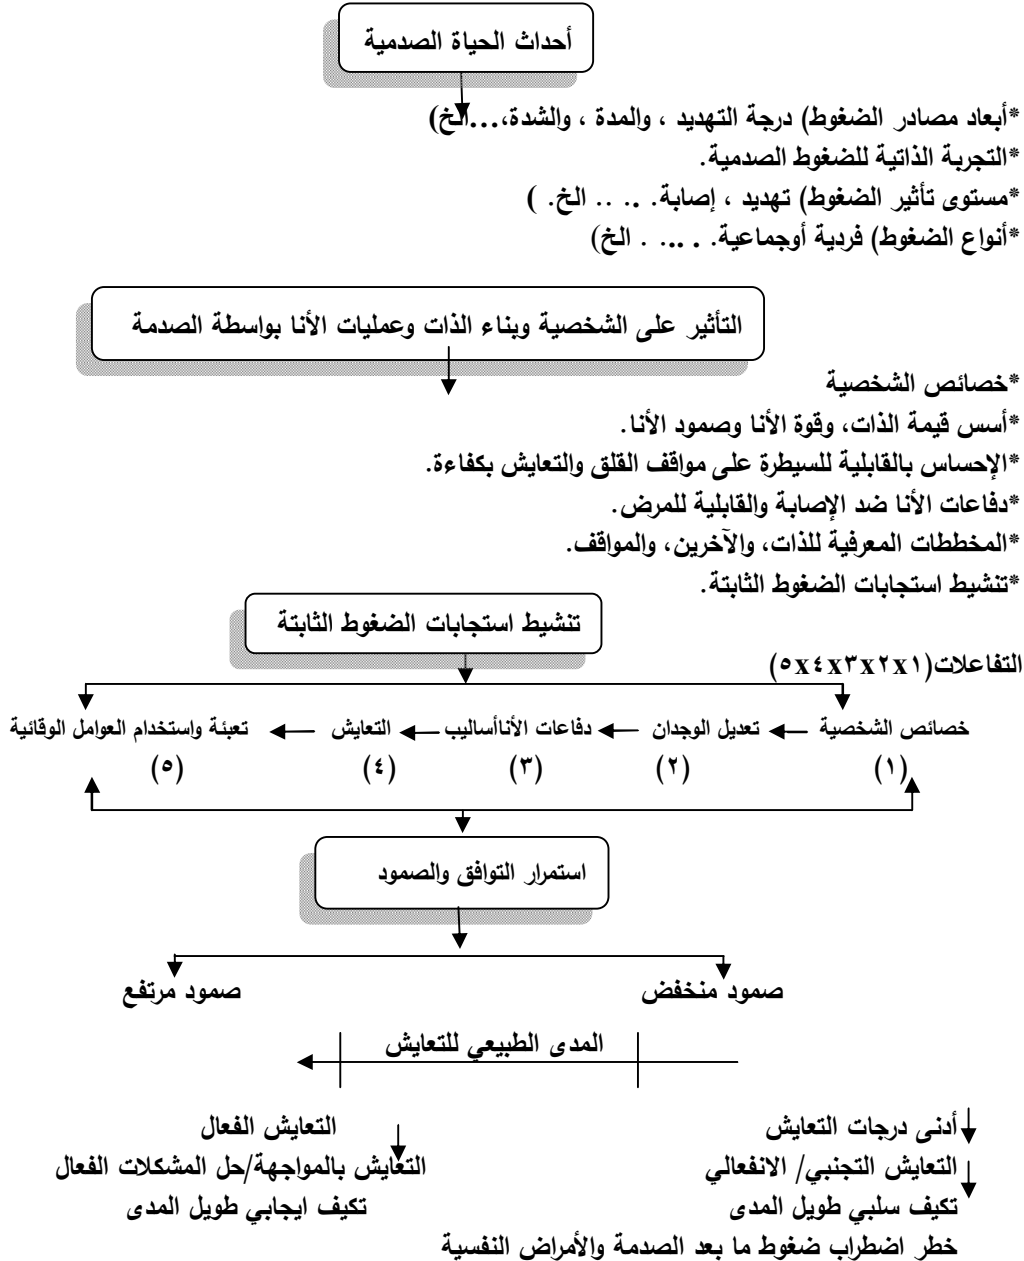 أحداث الحياة الصدمية
*أبعاد مصادر الضغوط) درجة التهديد ، والمدة ، والشدة،...الخ)
*التجربة الذاتية للضغوط الصدمية.
*مستوى تأثير الضغوط) تهديد ، إصابة. .. .. الخ. )
*أنواع الضغوط) فردية أوجماعية. . ... . الخ)
التأثير على الشخصية وبناء الذات وعمليات الأنا بواسطة الصدمة
*خصائص الشخصية
*أسس قيمة الذات، وقوة الأنا وصمود الأنا.
*الإحساس بالقابلية للسيطرة على مواقف القلق والتعايش بكفاءة.
*دفاعات الأنا ضد الإصابة والقابلية للمرض.
*المخططات المعرفية للذات، والآخرين، والمواقف.
*تنشيط استجابات الضغوط الثابتة.
تنشيط استجابات الضغوط الثابتة
التفاعلات(١x٢x٣x٤x٥)
خصائص الشخصية تعديل الوجدان دفاعات الأناأساليب التعايش تعبئة واستخدام العوامل الوقائية
(١) (٢) (٣) (٤) (٥)
استمرار التوافق والصمود
صمود منخفض صمود مرتفع
المدى الطبيعي للتعايش
أدنى درجات التعايش التعايش الفعال
التعايش التجنبي/ الانفعالي التعايش بالمواجهة/حل المشكلات الفعال
تكيف سلبي طويل المدى تكيف ايجابي طويل المدى
خطر اضطراب ضغوط ما بعد الصدمة والأمراض النفسية